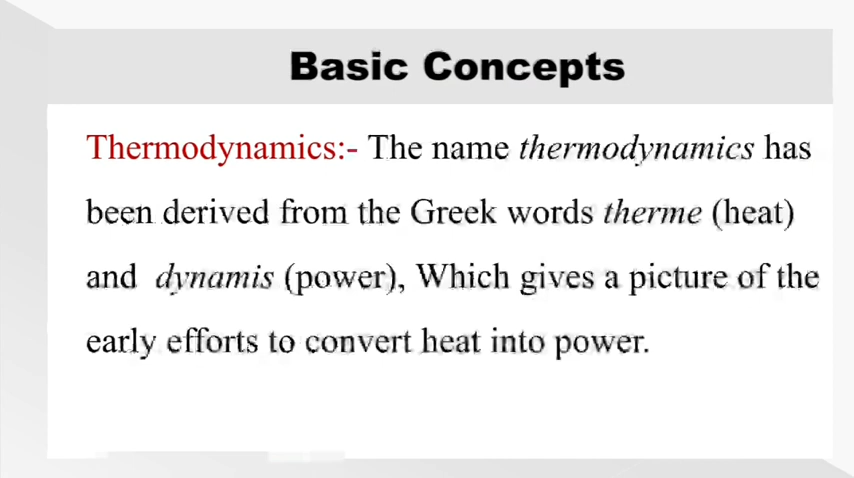 Basic Concepts
Thermodynamics:- The name thermodynamics has
been derived from the Greek words therme (heat)
and dynamis (power), Which gives a picture of the
early efforts to convert heat into power.